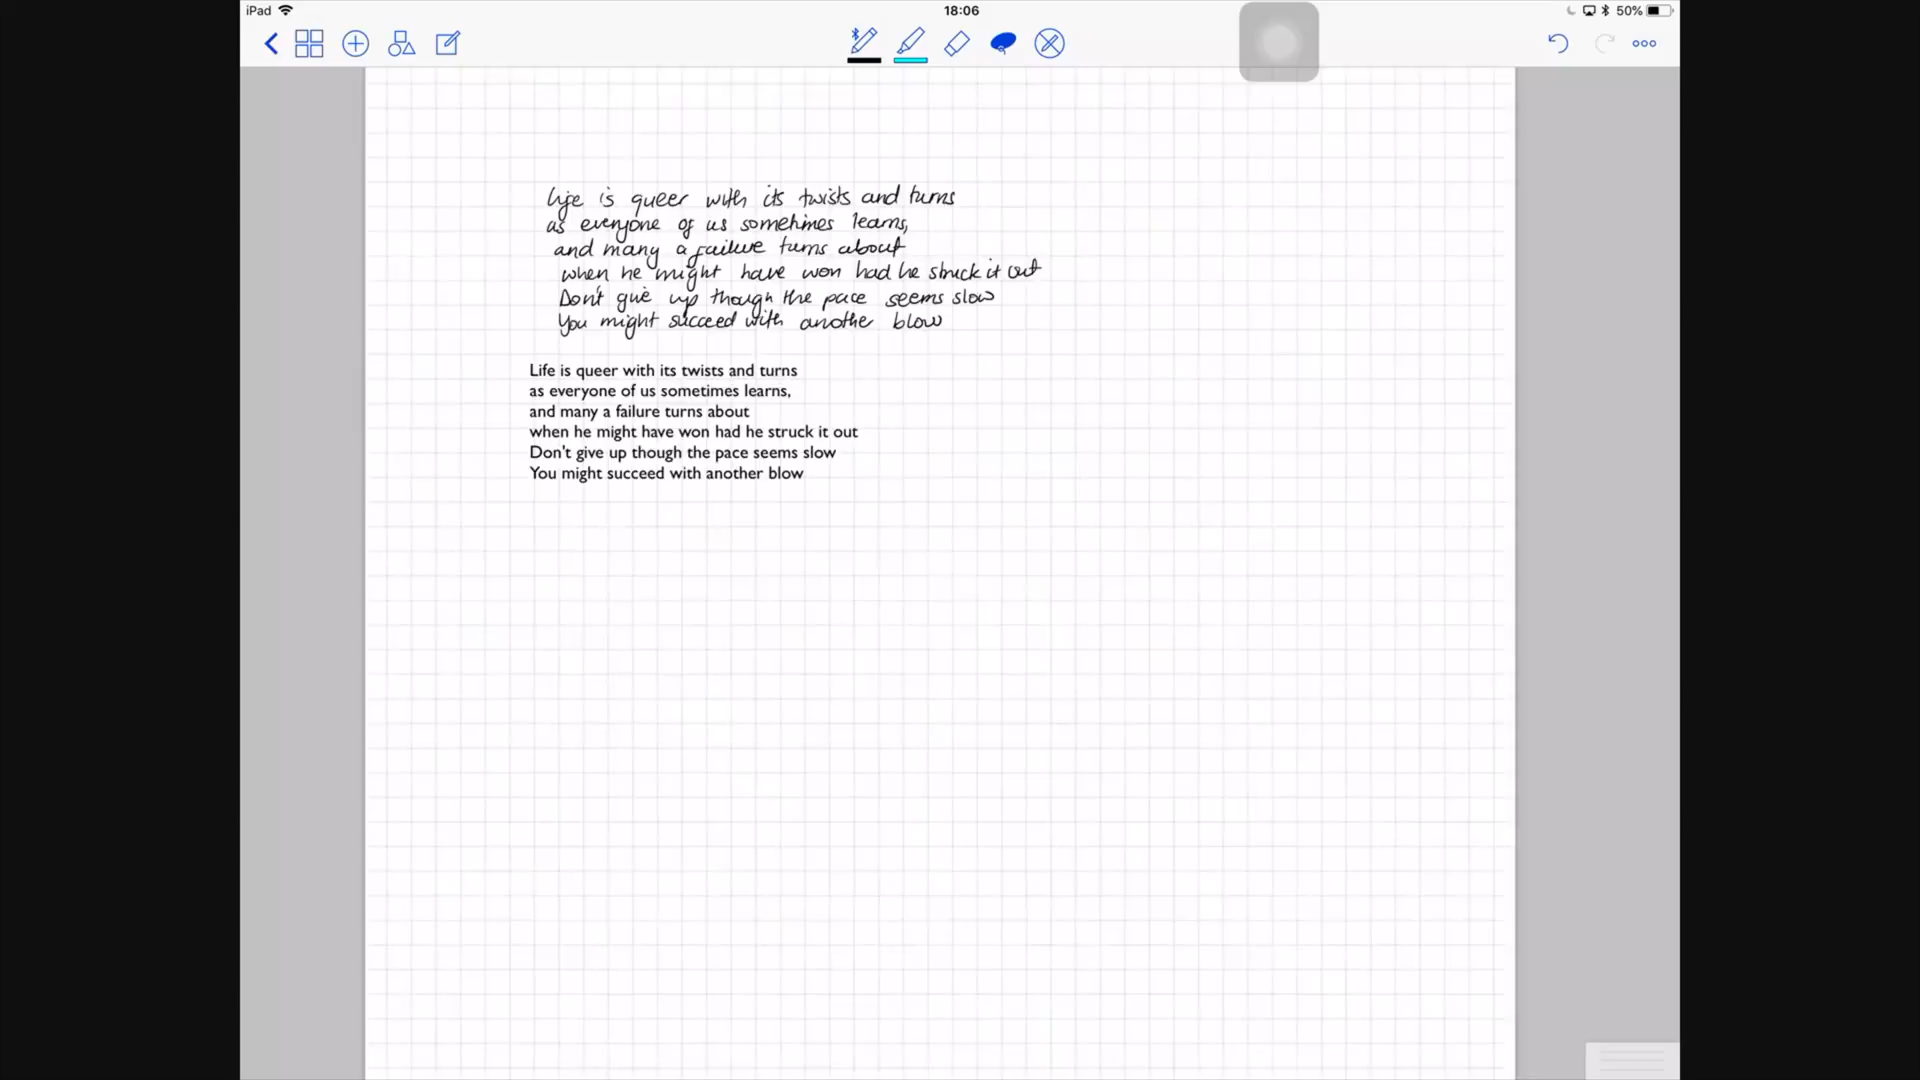 iPad 18:06 50%
Life is queer with its twists and turns
as everyone of us sometimes learns,
and many a failure turns about
when he might have won had he struck it out
Don't give up though the pace seems slow
You might succeed with another blow
Life is queer with its twists and turns
as everyone of us sometimes learns,
and many a failure turns about
when he might have won had he struck it out
Don't give up though the pace seems slow
You might succeed with another blow